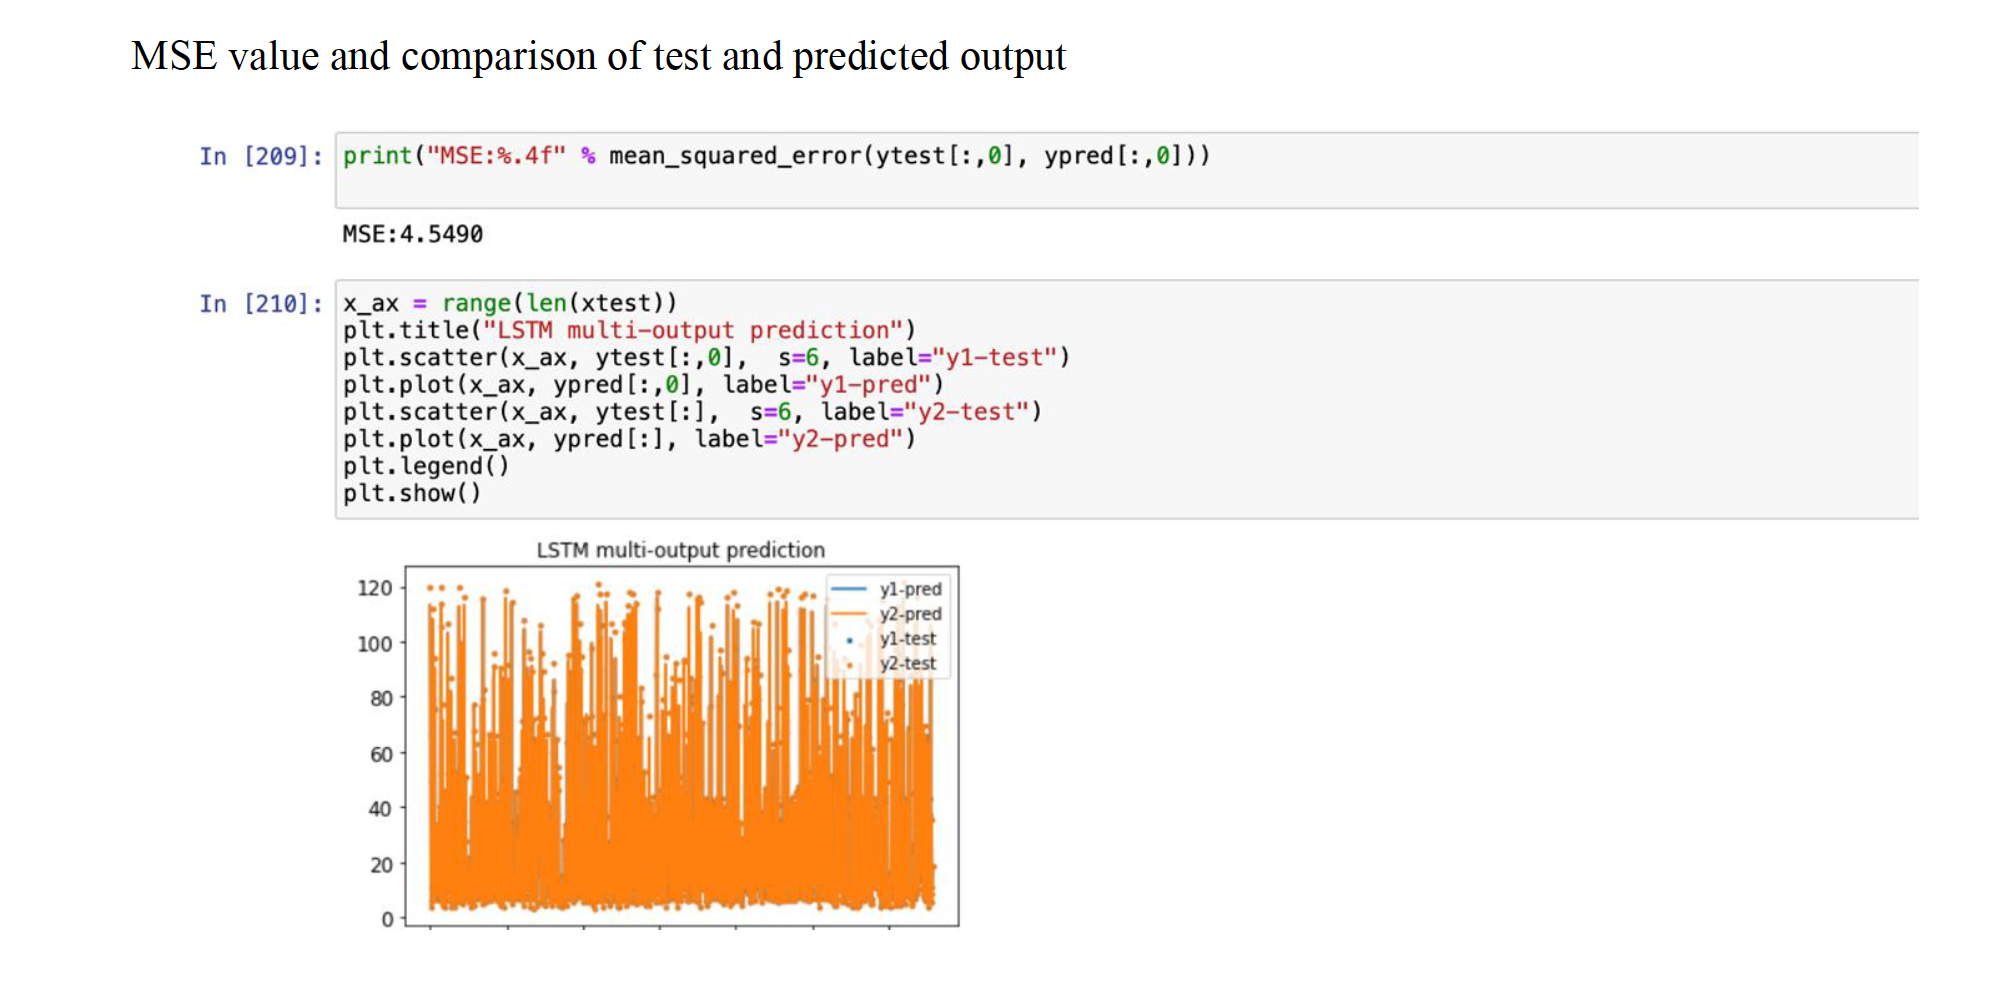 MSE value and comparison of test and predicted output
In [209]: print("MSE:%.4f" % mean_squared_error(ytest[:,0], ypred[:,0]))
MSE:4.5490
In [210]: x_ax = range(len(xtest))
plt.title("LSTM multi-output prediction")
plt.scatter(x_ax, ytest[:,0],  s=6, label="y1-test")
plt.plot(x_ax, ypred[:,0], label="y1-pred")
plt.scatter(x_ax, ytest[:],  s=6, label="y2-test")
plt.plot(x_ax, ypred[:], label="y2-pred")
plt.legend()
plt.show()
LSTM multi-output prediction
120
100
80
60
40
20
0
y1-pred
y2-pred
y1-test
y2-test